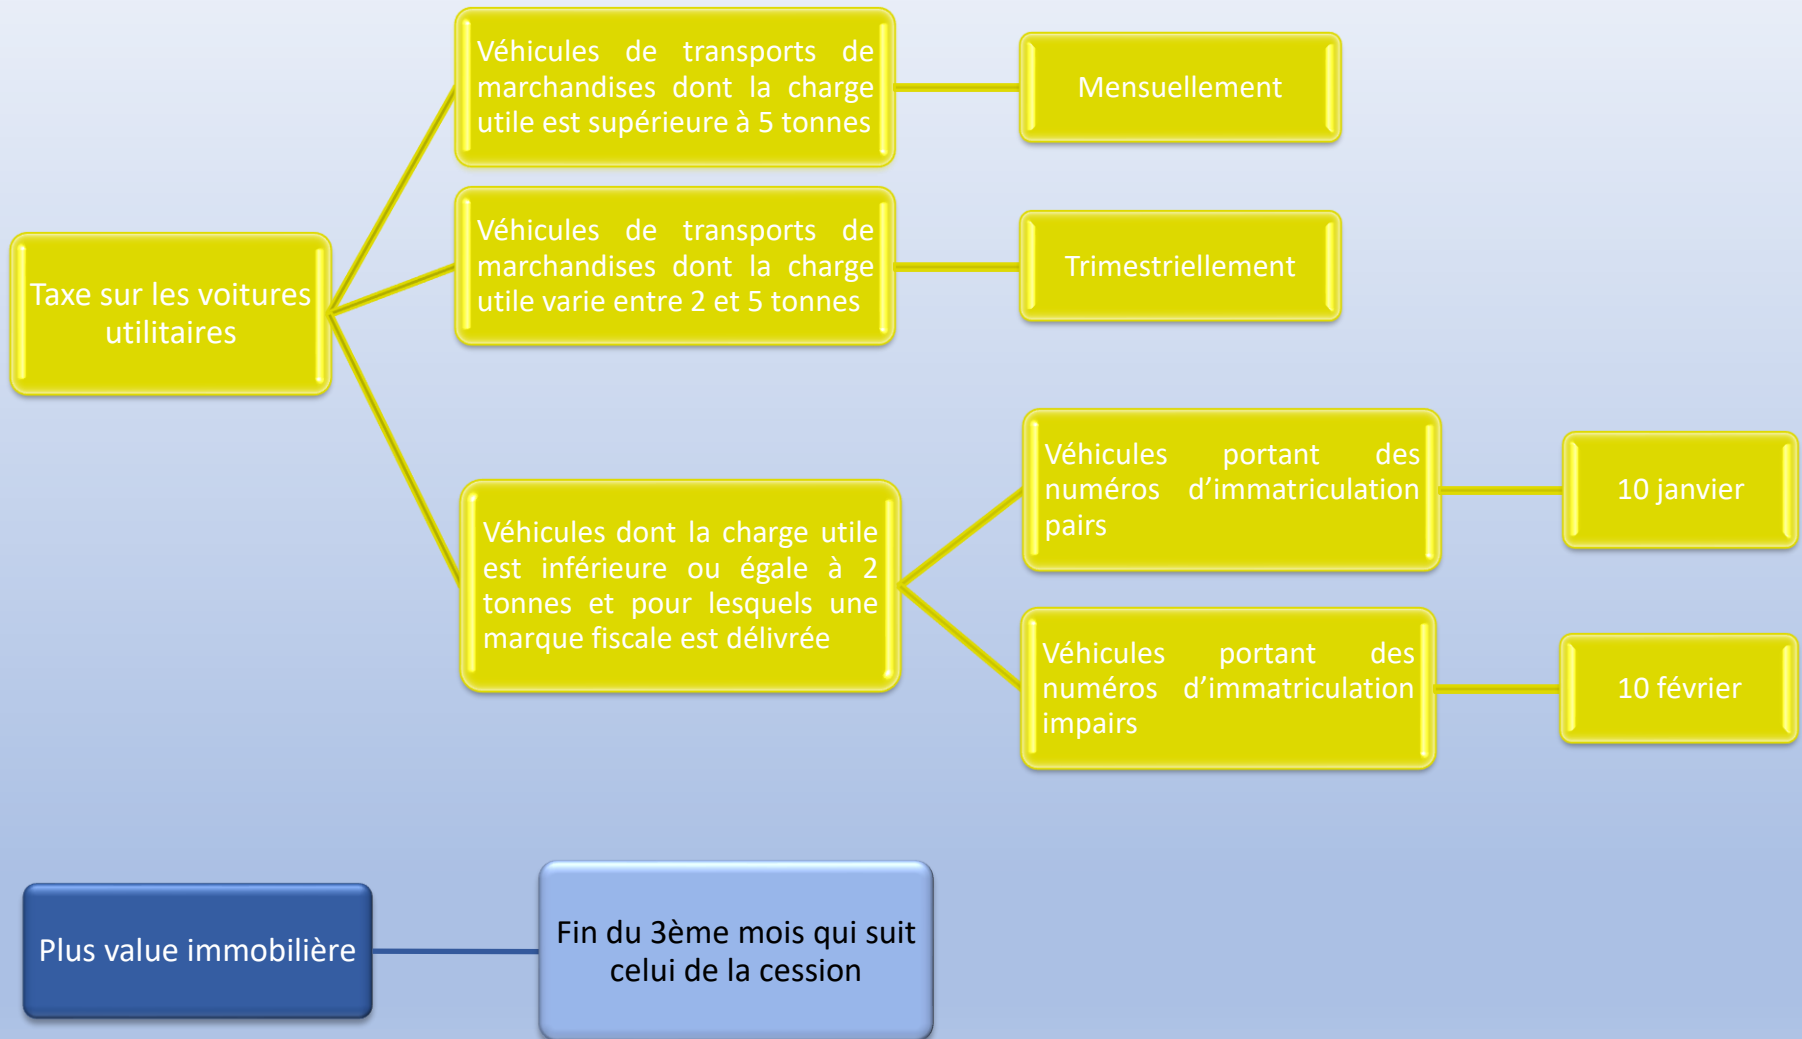 Véhicules de transports de
marchandises dont la charge
utile est supérieure à 5 tonnes
Mensuellement
Véhicules de transports de
marchandises dont la charge
utile varie entre 2 et 5 tonnes
Trimestriellement
Taxe sur les voitures
utilitaires
Véhicules portant des
numéros d’immatriculation
pairs
10 janvier
Véhicules dont la charge utile
est inférieure ou égale à 2
tonnes et pour lesquels une
marque fiscale est délivrée
Véhicules portant des
numéros d’immatriculation
impairs
10 février
Plus value immobilière
Fin du 3ème mois qui suit
celui de la cession